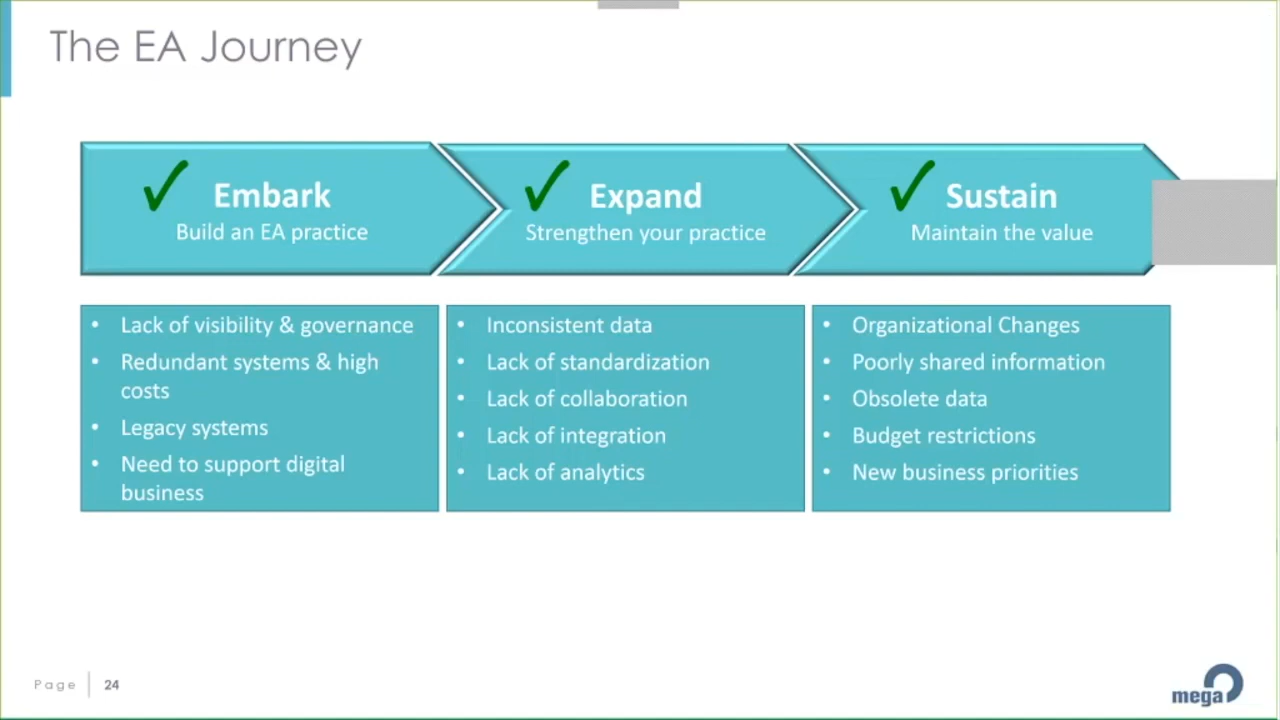 The EA Journey
Embark
Build an EA practice
Expand
Strengthen your practice
Sustain
Maintain the value
• Lack of visibility & governance
• Redundant systems & high
costs
• Legacy systems
• Need to support digital
business
• Inconsistent data
• Lack of standardization
• Lack of collaboration
• Lack of integration
• Lack of analytics
• Organizational Changes
• Poorly shared information
• Obsolete data
• Budget restrictions
• New business priorities
Page 24
mega